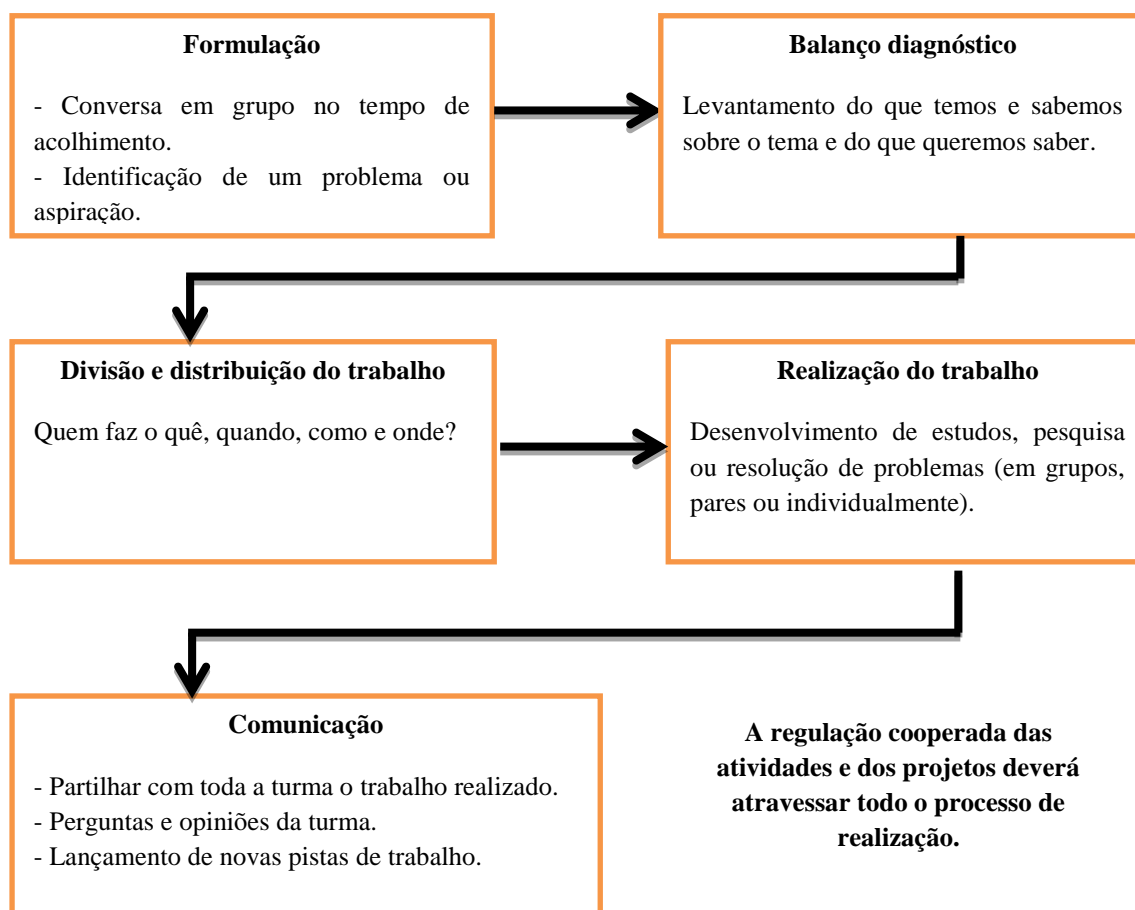 Formulação
- Conversa em grupo no tempo de
acolhimento.
- Identificação de um problema ou
aspiração.
Balanço diagnóstico
Levantamento do que temos e sabemos
sobre o tema e do que queremos saber.
Divisão e distribuição do trabalho
Quem faz o quê, quando, como e onde?
Realização do trabalho
Desenvolvimento de estudos, pesquisa
ou resolução de problemas (em grupos,
pares ou individualmente).
Comunicação
- Partilhar com toda a turma o trabalho realizado.
- Perguntas e opiniões da turma.
- Lançamento de novas pistas de trabalho.
A regulação cooperada das
atividades e dos projetos deverá
atravessar todo o processo de
realização.